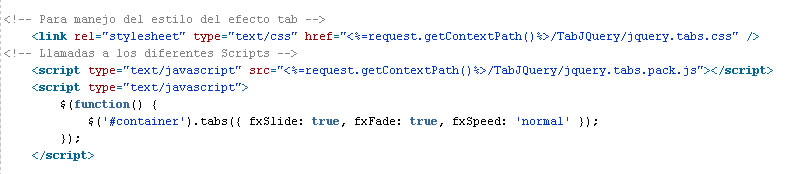 <!-- Para manejo del estilo del efecto tab -->
<link rel="stylesheet" type="text/css" href="<%=request.getContextPath()%>/TabJQuery/jquery.tabs.css" />
<!-- Llamadas a los diferentes Scripts -->
<script type="text/javascript" src="<%=request.getContextPath()%>/TabJQuery/jquery.tabs.pack.js"></script>
<script type="text/javascript">
$(function() {
$('#container').tabs({ fxSlide: true, fxFade: true, fxSpeed: 'normal' });
});
</script>